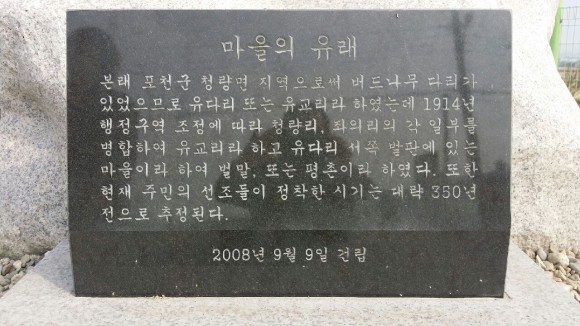 마을의 유래
본래 포천군 청량면 지역으로써 버드나무 다리가
있었으므로 유다리 또는 유교리라 하였는데 1914년
행정구역 조정에 따라 청량리, 좌의리의 각 일부를
병합하여 유교리라 하고 유다리 서쪽 벌판에 있는
마을이라 하여 벌말, 또는 평촌이라 하였다. 또한
현재 주민의 선조들이 정착한 시기는 대략 350년
전으로 추정된다.
2008년 9월 9일 건립